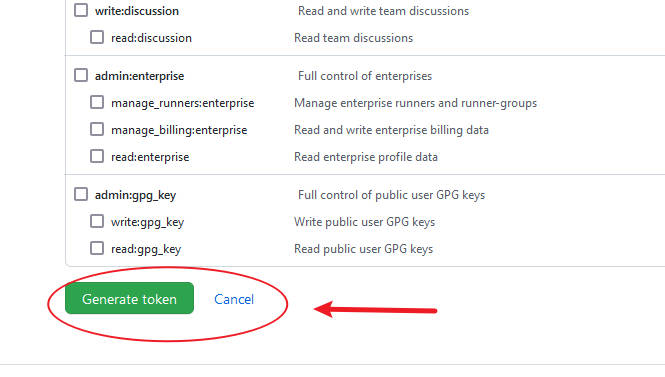 write:discussion Read and write team discussions
read:discussion Read team discussions
admin:enterprise Full control of enterprises
manage_runners:enterprise Manage enterprise runners and runner-groups
manage_billing:enterprise Read and write enterprise billing data
read:enterprise Read enterprise profile data
admin:gpg_key Full control of public user GPG keys
write:gpg_key Write public user GPG keys
read:gpg_key Read public user GPG keys
Generate token Cancel